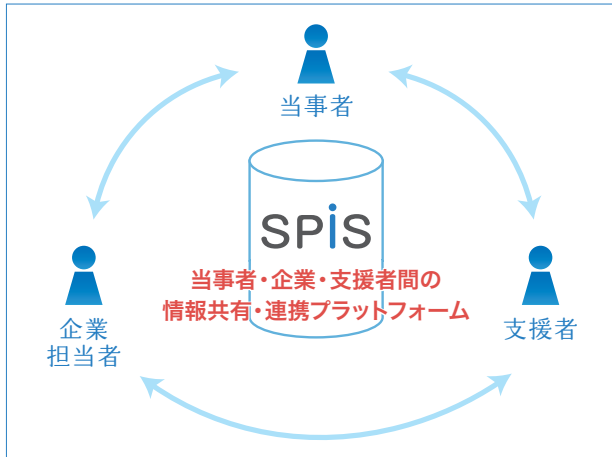 当事者
SPiS
当事者・企業・支援者間の
情報共有・連携プラットフォーム
企業
担当者
支援者